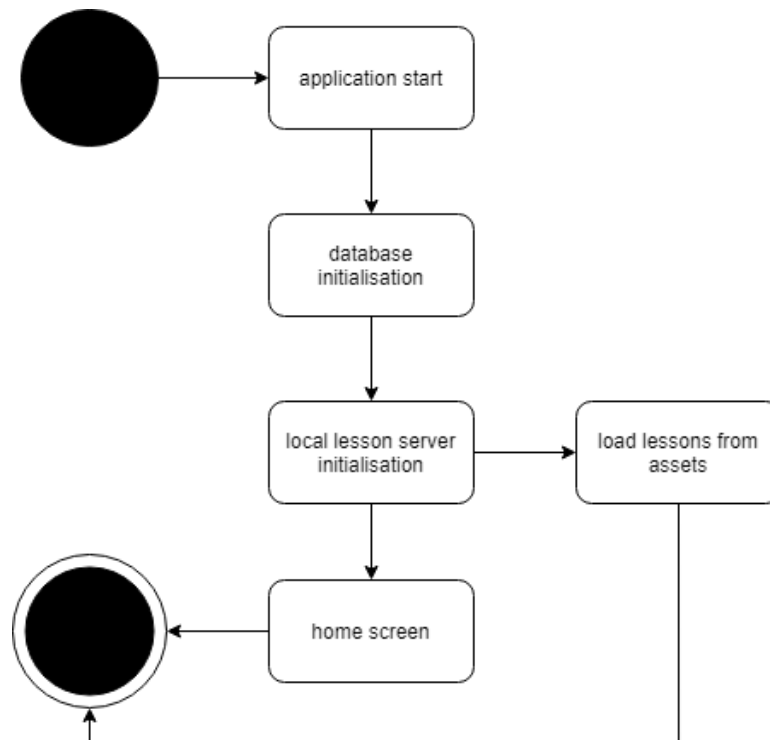 application start
database
initialisation
local lesson server
initialisation
load lessons from
assets
home screen